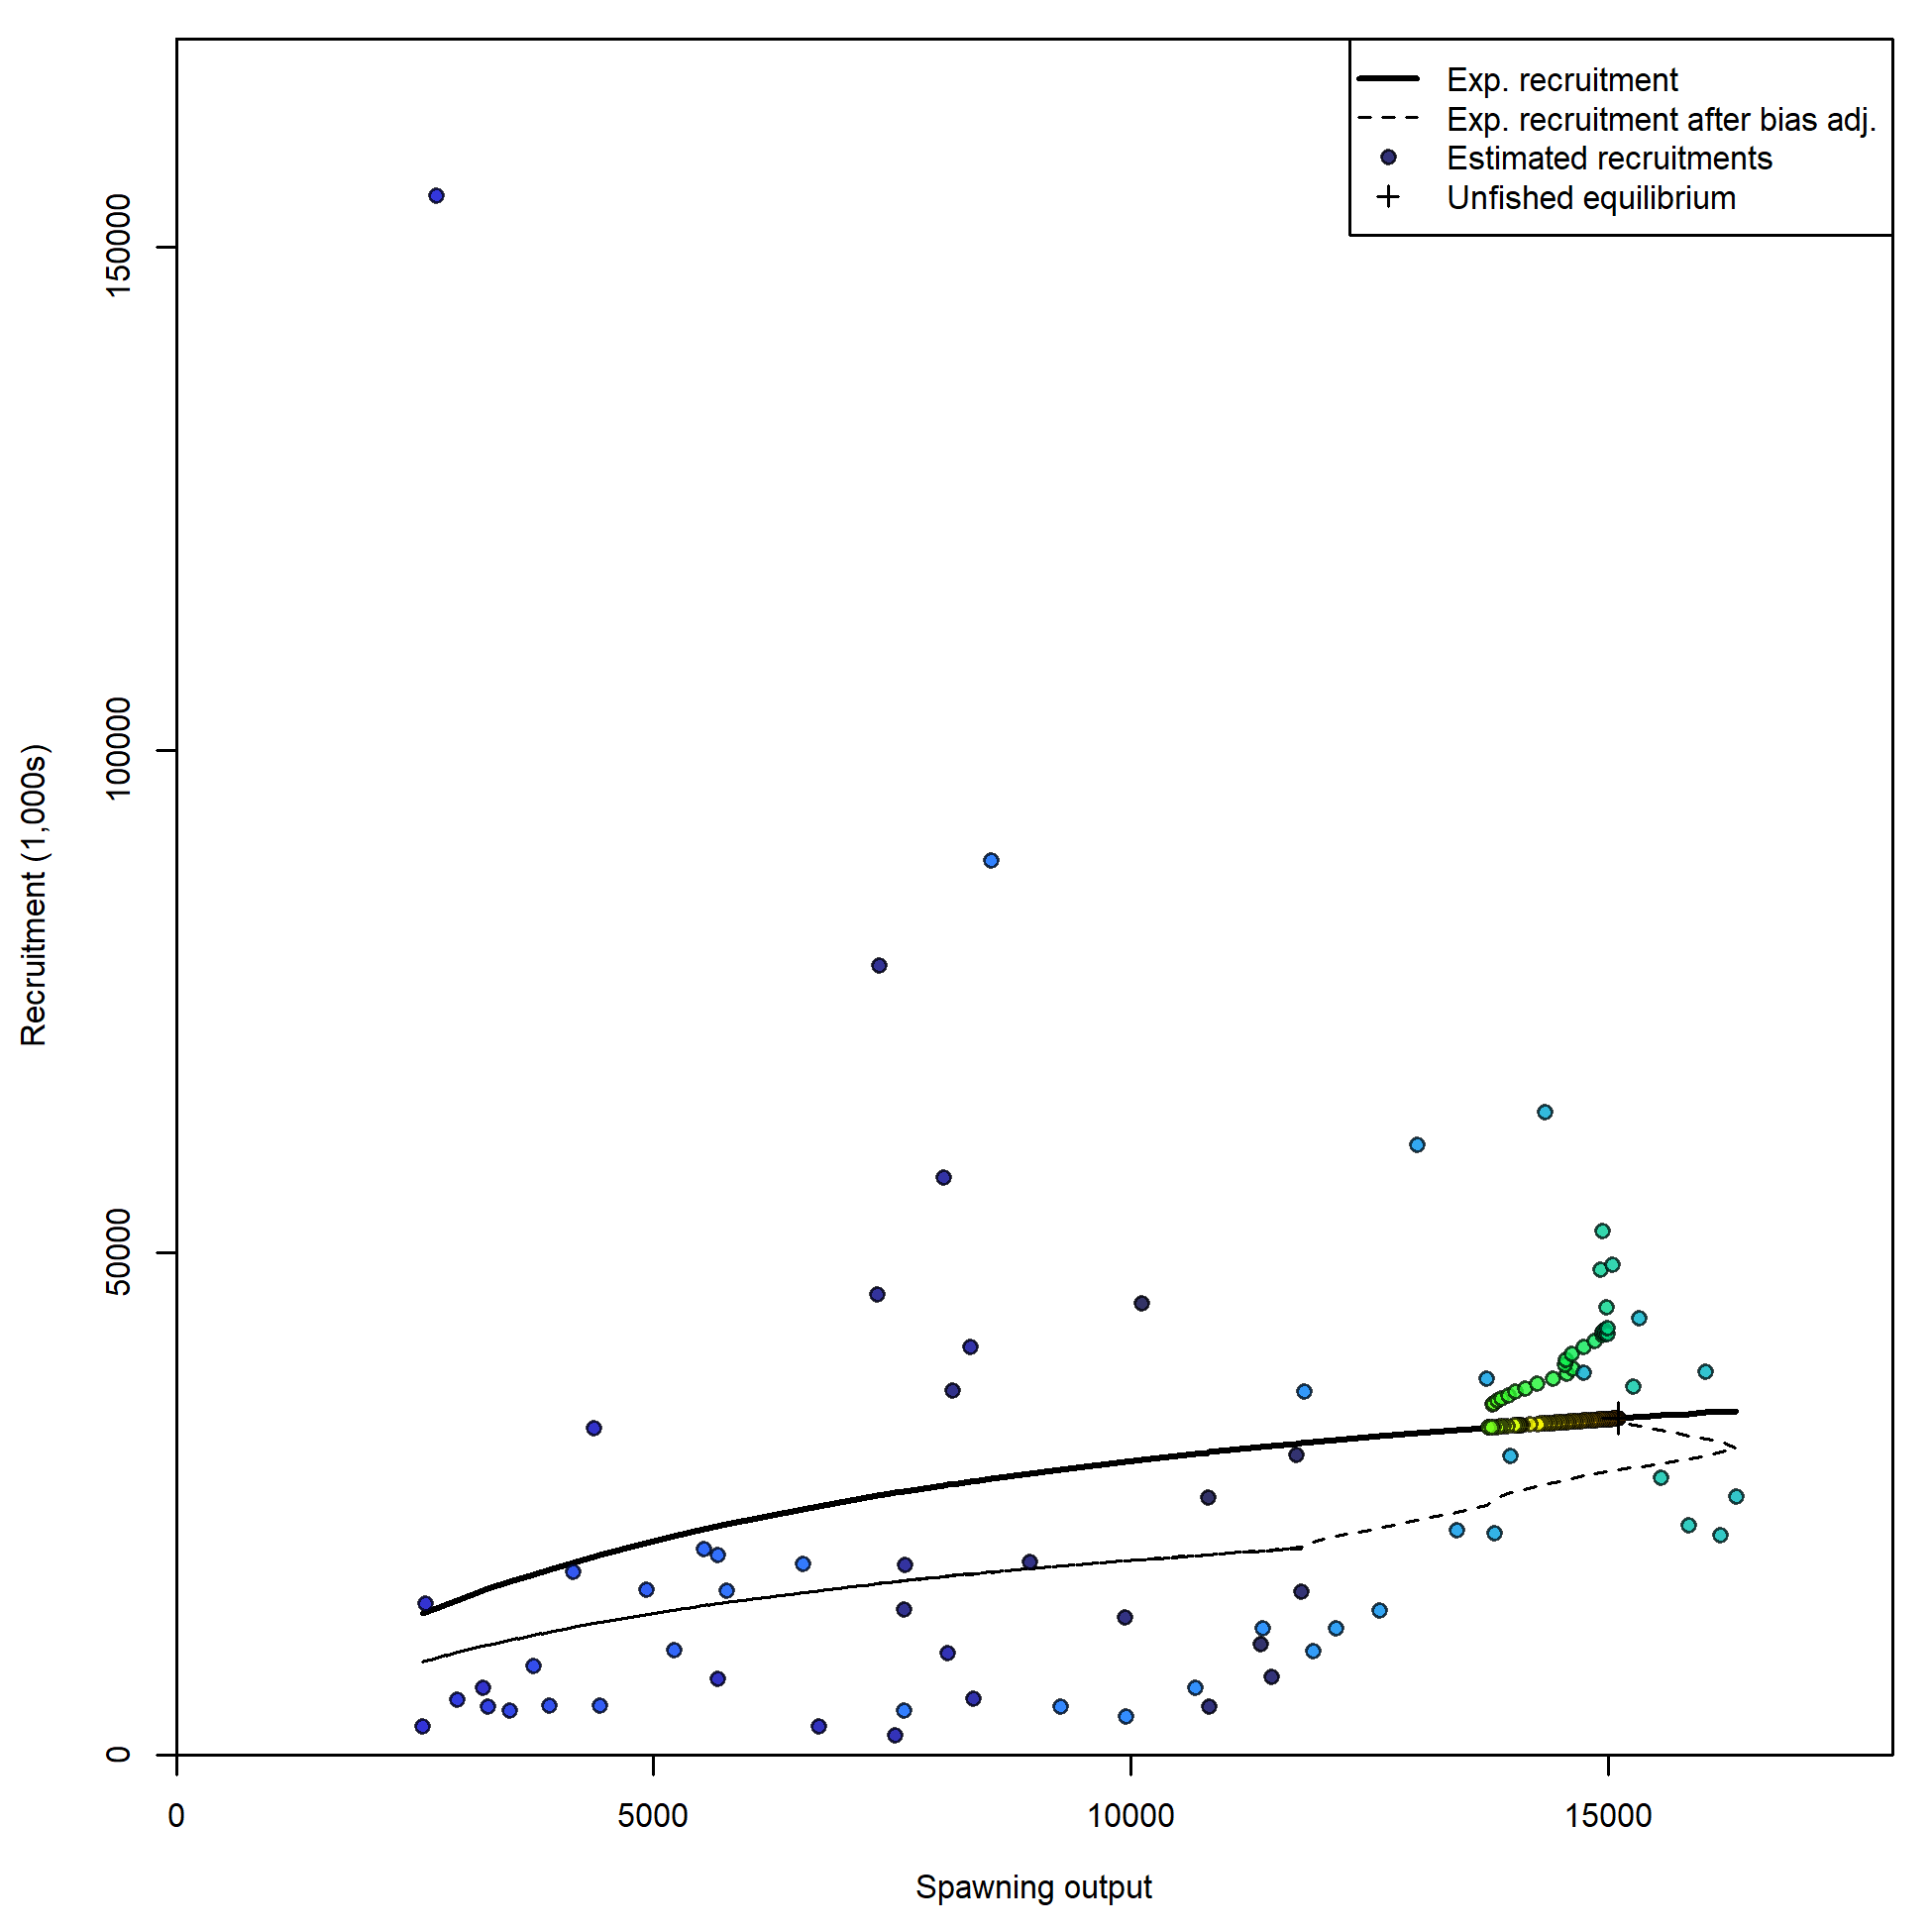 Exp. recruitment
Exp. recruitment after bias adj.
Estimated recruitments
Unfished equilibrium
150000
100000
50000
0
Recruitment (1,000s)
0 5000 10000 15000
Spawning output